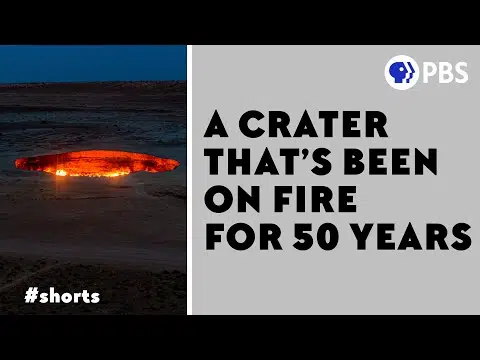 PBS
A CRATER
THAT'S BEEN
ON FIRE
FOR 50 YEARS
#shorts